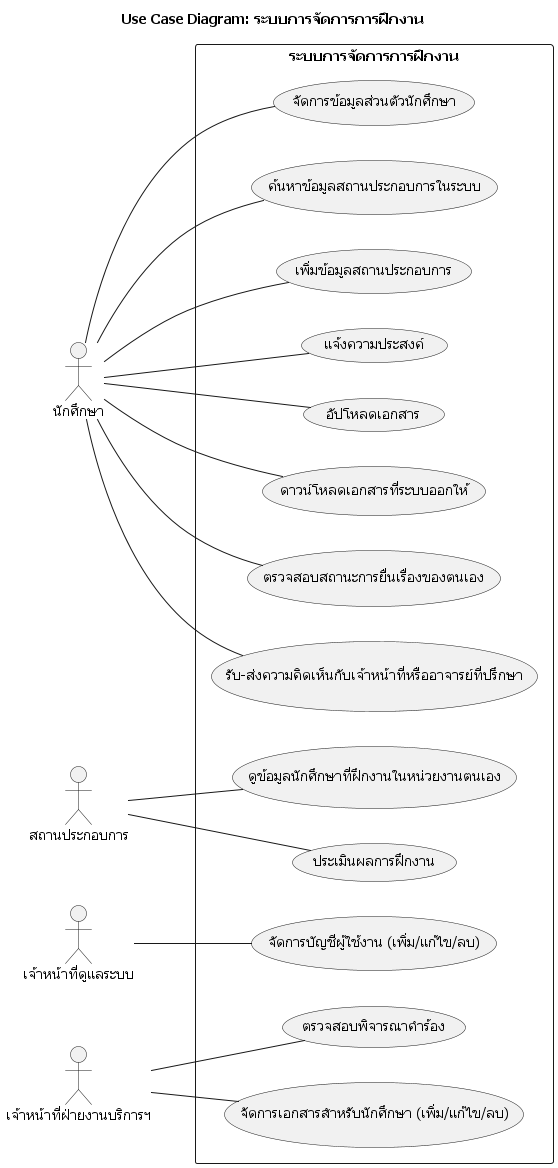 Use Case Diagram: ระบบการจัดการการฝึกงาน
ระบบการจัดการการฝึกงาน
จัดการข้อมูลส่วนตัวนักศึกษา
ค้นหาข้อมูลสถานประกอบการในระบบ
เพิ่มข้อมูลสถานประกอบการ
แจ้งความประสงค์
นักศึกษา
อัปโหลดเอกสาร
ดาวน์โหลดเอกสารที่ระบบออกให้
ตรวจสอบสถานะการยื่นเรื่องของตนเอง
รับ-ส่งความคิดเห็นกับเจ้าหน้าที่หรืออาจารย์ที่ปรึกษา
ดูข้อมูลนักศึกษาที่ฝึกงานในหน่วยงานตนเอง
สถานประกอบการ
ประเมินผลการฝึกงาน
จัดการบัญชีผู้ใช้งาน (เพิ่ม/แก้ไข/ลบ)
เจ้าหน้าที่ดูแลระบบ
ตรวจสอบพิจารณาคำร้อง
เจ้าหน้าที่ฝ่ายงานบริการฯ
จัดการเอกสารสำหรับนักศึกษา (เพิ่ม/แก้ไข/ลบ)